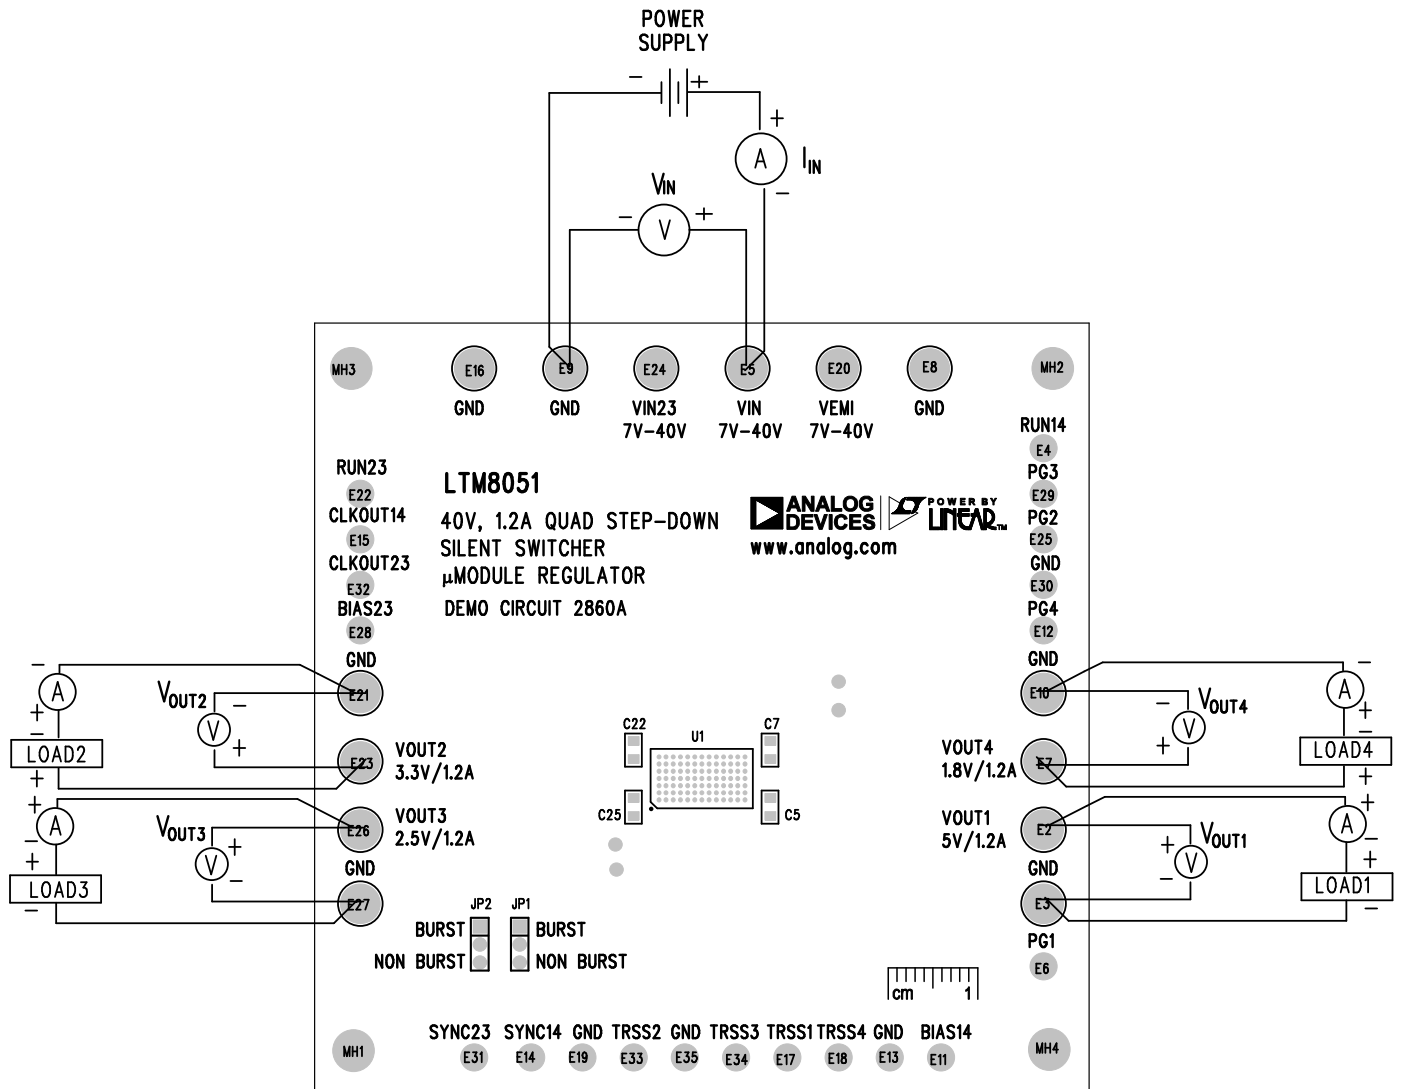 POWER
SUPPLY
− +
+
A IIN
−
VIN
− V +
MH3 E16 E9 E24 E5 E20 E8 MH2
GND GND VIN23 VIN VEMI GND
7V−40V 7V−40V 7V−40V
RUN14
E4
PG3
E29
PG2
E25
GND
E30
PG4
E12
GND
RUN23
E22
CLKOUT14
E15
CLKOUT23
E32
BIAS23
E28
GND
LTM8051
40V, 1.2A QUAD STEP−DOWN
SILENT SWITCHER
μMODULE REGULATOR
DEMO CIRCUIT 2860A
ANALOG
DEVICES
POWER BY
LINEAR™
www.analog.com
− A +
− LOAD2 +
VOUT2
− V +
E21
E23
VOUT2
3.3V/1.2A
+ A −
+ LOAD3 −
VOUT3
+ V −
E26
VOUT3
2.5V/1.2A
GND
E27
C22 U1 C7
C25 C5
E10
VOUT4
− V +
− A +
− LOAD4 +
VOUT4
1.8V/1.2A
E7
VOUT1
5V/1.2A
E2
VOUT1
+ V −
+ A −
+ LOAD1 −
GND
E3
PG1
E6
JP2 JP1
BURST BURST
NON BURST NON BURST
cm 1
SYNC23 SYNC14 GND TRSS2 GND TRSS3 TRSS1 TRSS4 GND BIAS14
MH1 E31 E14 E19 E33 E35 E34 E17 E18 E13 E11 MH4